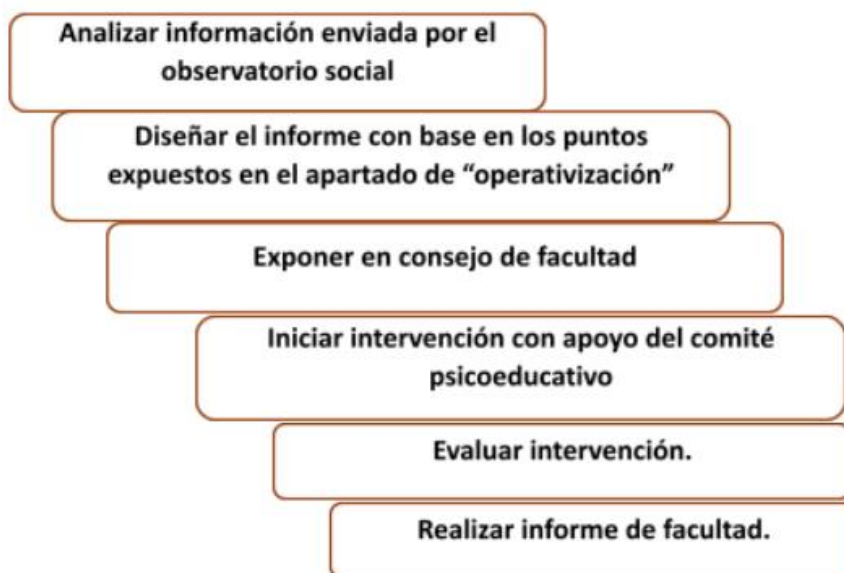 Analizar información enviada por el
observatorio social
Diseñar el informe con base en los puntos
expuestos en el apartado de “operativización”
Exponer en consejo de facultad
Iniciar intervención con apoyo del comité
psicoeducativo
Evaluar intervención.
Realizar informe de facultad.